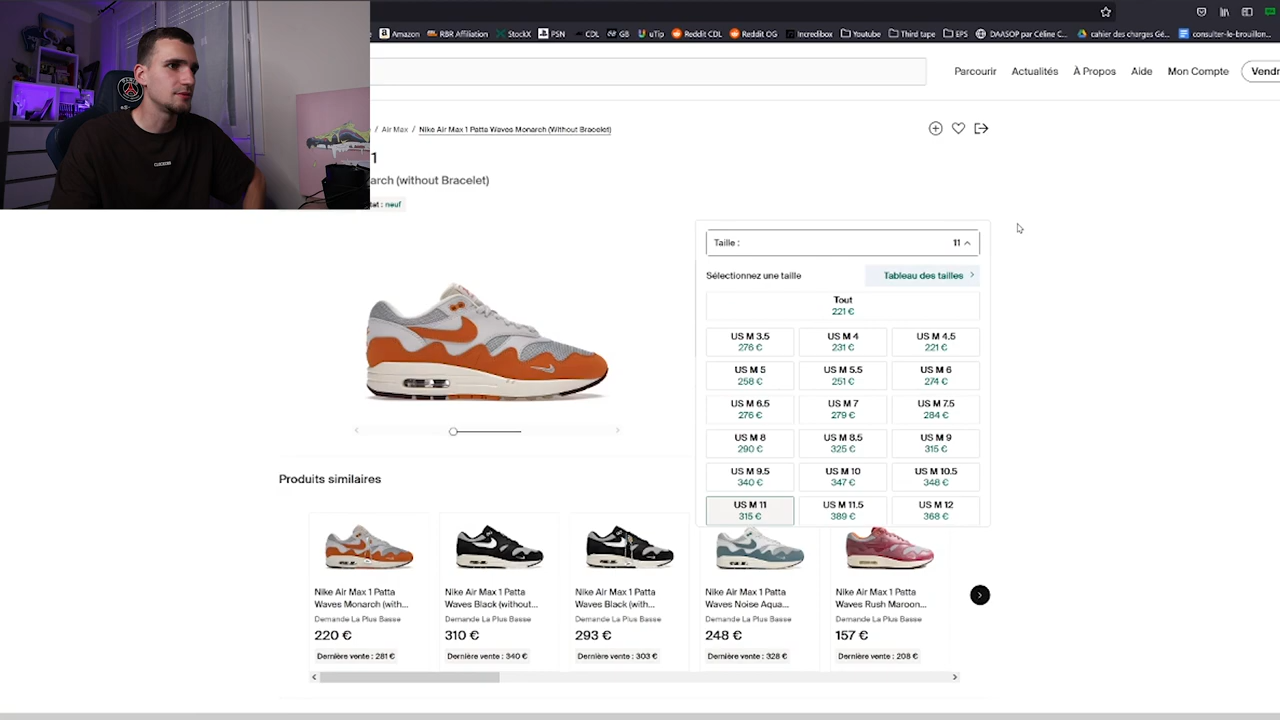 Amazon
RBR Affiliation
StockX
PSN
CDL
GB
uTip
Reddit CDL
Reddit OG
Incredibox
Youtube
Third tape
EPS
DAASOP par Céline C...
cahier des charges Gé...
consulter-le-brouillon...
Parcourir
Actualités
À Propos
Aide
Mon Compte
Vendr
/ Air Max / Nike Air Max 1 Patta Waves Monarch (Without Bracelet)
1
arch (without Bracelet)
tat : neuf
Taille :
11
Sélectionnez une taille
Tableau des tailles
Tout
221 €
US M 3.5
276 €
US M 4
231 €
US M 4.5
221 €
US M 5
258 €
US M 5.5
251 €
US M 6
274 €
US M 6.5
276 €
US M 7
279 €
US M 7.5
284 €
US M 8
290 €
US M 8.5
325 €
US M 9
315 €
US M 9.5
340 €
US M 10
347 €
US M 10.5
348 €
US M 11
315 €
US M 11.5
389 €
US M 12
368 €
Produits similaires
Nike Air Max 1 Patta
Waves Monarch (with...
Demande La Plus Basse
220 €
Dernière vente : 281 €
Nike Air Max 1 Patta
Waves Black (without...
Demande La Plus Basse
310 €
Dernière vente : 340 €
Nike Air Max 1 Patta
Waves Black (with...
Demande La Plus Basse
293 €
Dernière vente : 303 €
Nike Air Max 1 Patta
Waves Noise Aqua...
Demande La Plus Basse
248 €
Dernière vente : 328 €
Nike Air Max 1 Patta
Waves Rush Maroon...
Demande La Plus Basse
157 €
Dernière vente : 208 €